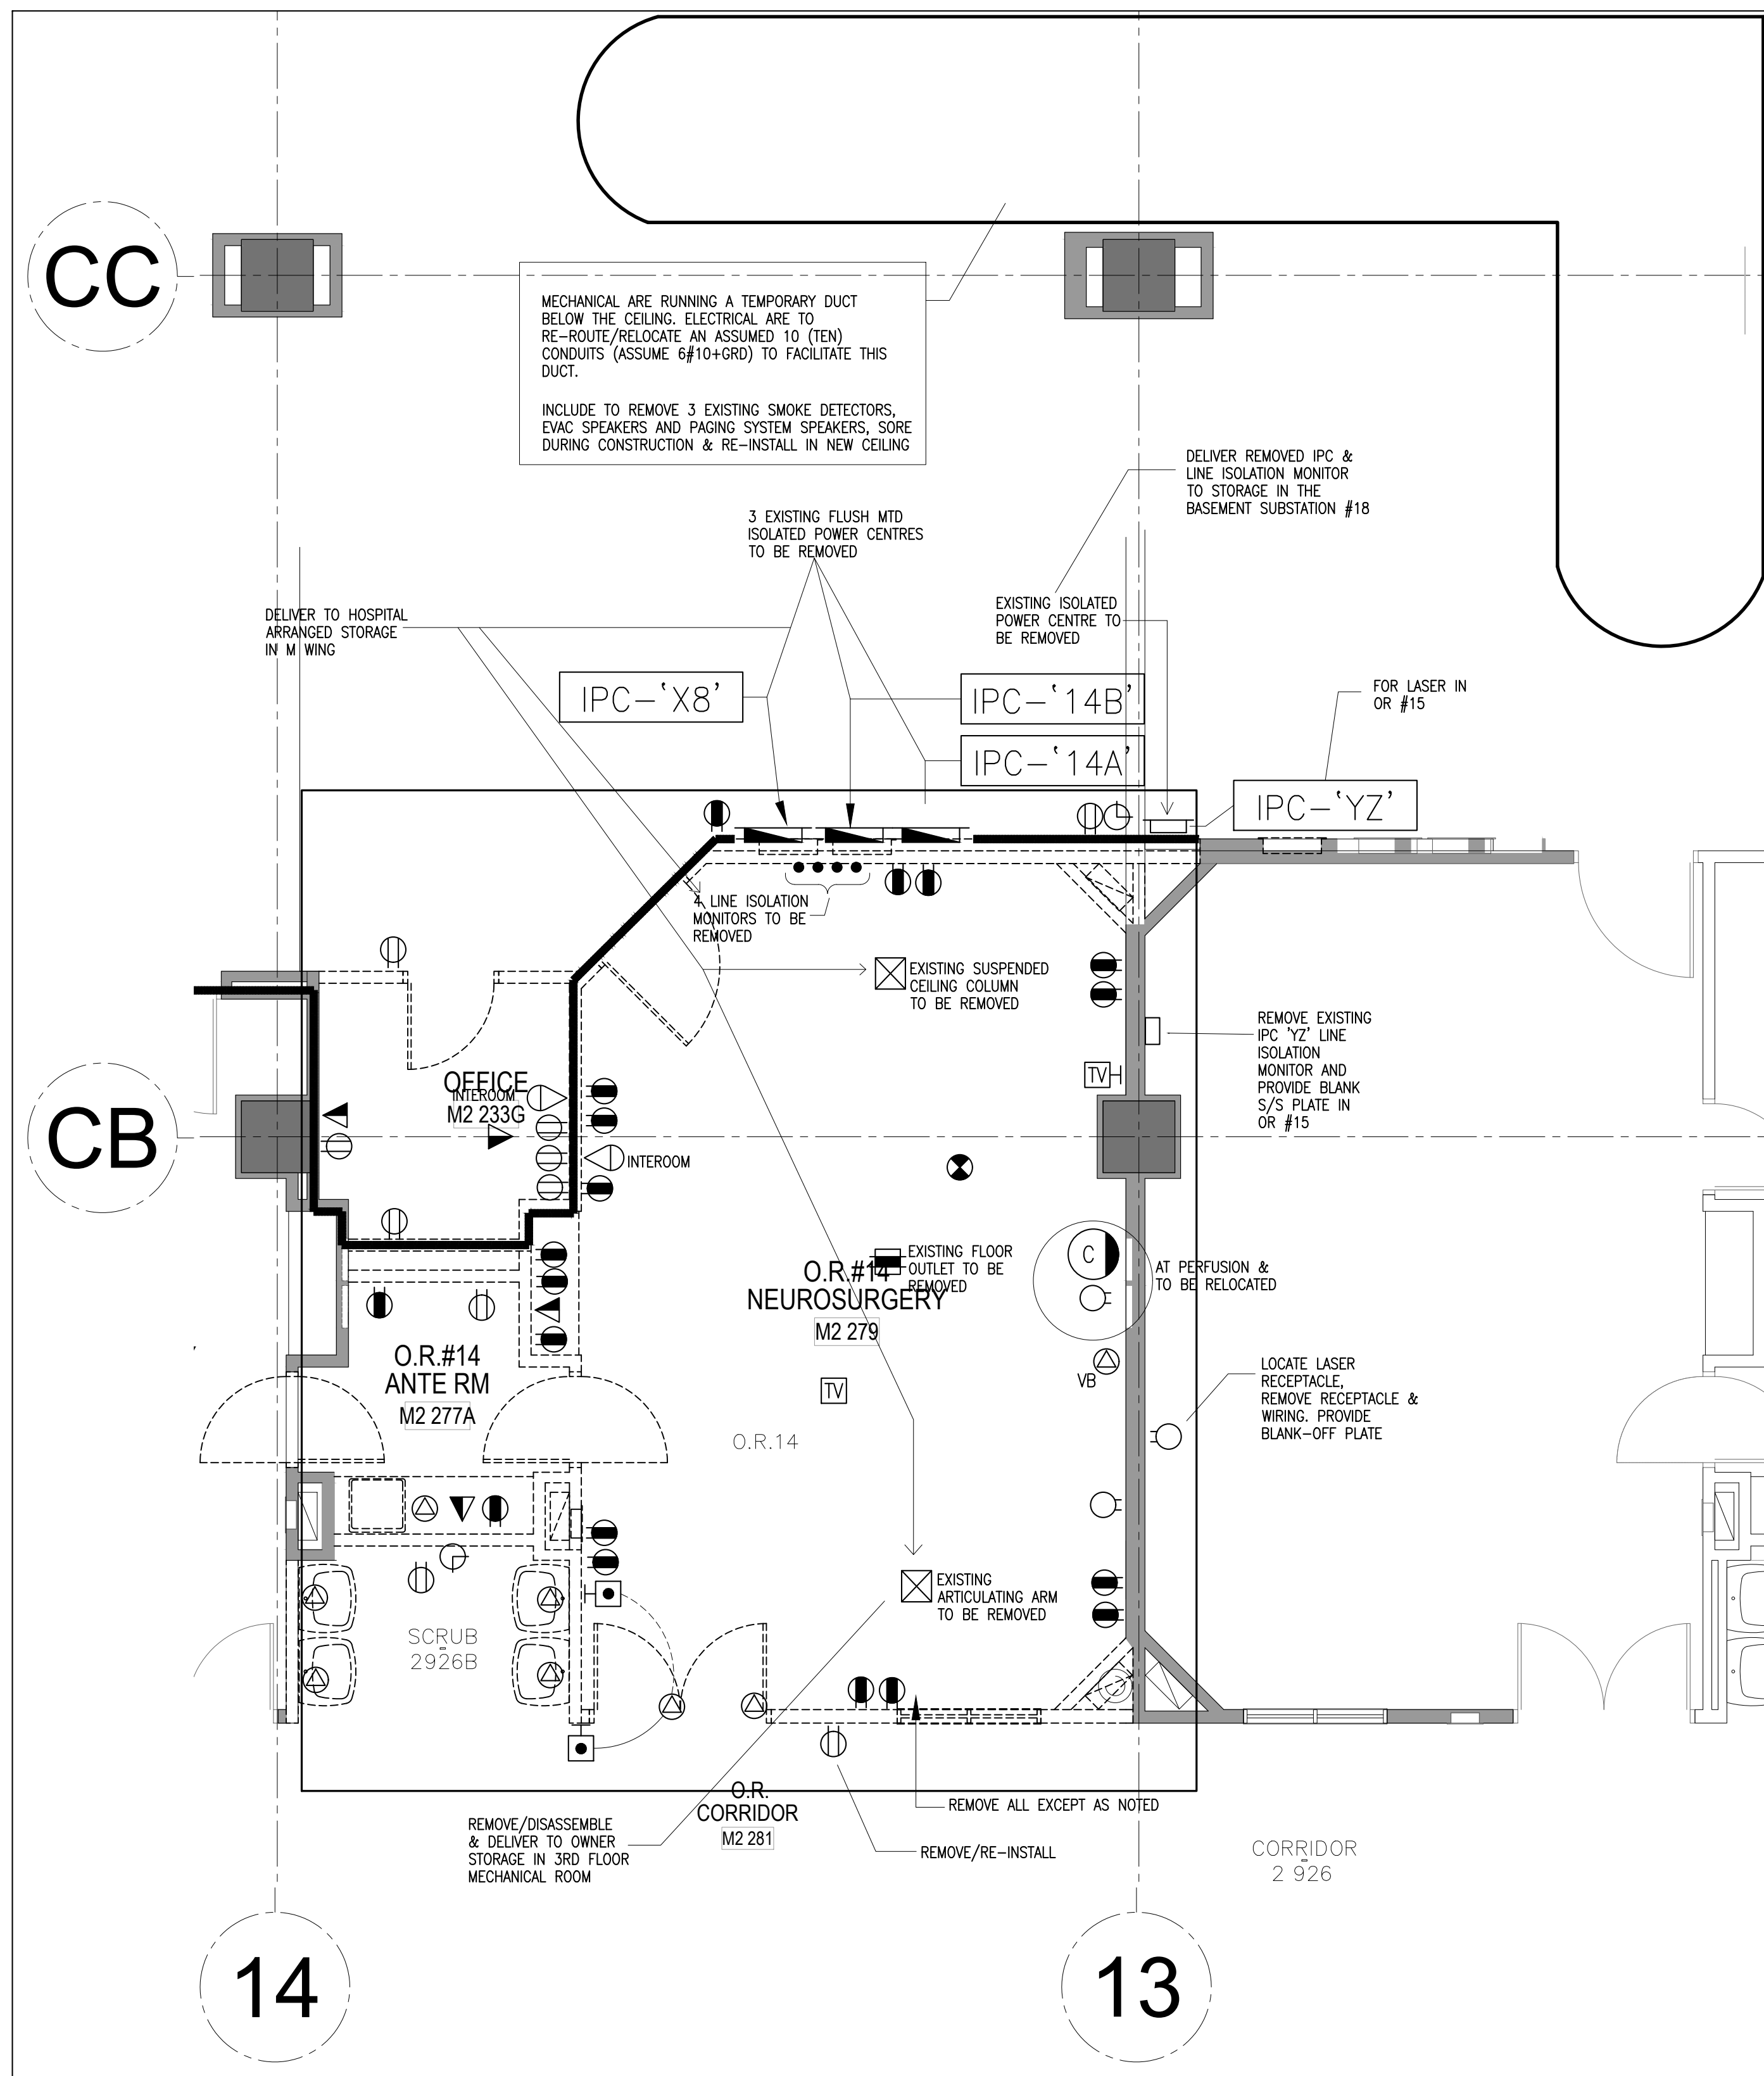 CC
MECHANICAL ARE RUNNING A TEMPORARY DUCT
BELOW THE CEILING. ELECTRICAL ARE TO
RE-ROUTE/RELOCATE AN ASSUMED 10 (TEN)
CONDUITS (ASSUME 6#10+GRD) TO FACILITATE THIS
DUCT.
INCLUDE TO REMOVE 3 EXISTING SMOKE DETECTORS,
EVAC SPEAKERS AND PAGING SYSTEM SPEAKERS, SORE
DURING CONSTRUCTION & RE-INSTALL IN NEW CEILING
DELIVER REMOVED IPC &
LINE ISOLATION MONITOR
TO STORAGE IN THE
BASEMENT SUBSTATION #18
3 EXISTING FLUSH MTD
ISOLATED POWER CENTRES
TO BE REMOVED
DELIVER TO HOSPITAL
ARRANGED STORAGE
IN M WING
EXISTING ISOLATED
POWER CENTRE TO
BE REMOVED
IPC-'X8'
IPC-'14B'
FOR LASER IN
OR #15
IPC-'14A'
IPC-'YZ'
4 LINE ISOLATION
MONITORS TO BE
REMOVED
EXISTING SUSPENDED
CEILING COLUMN
TO BE REMOVED
REMOVE EXISTING
IPC 'YZ' LINE
ISOLATION
MONITOR AND
PROVIDE BLANK
S/S PLATE IN
OR #15
TV
OFFICE
INTEROOM
M2 233G
CB
INTEROOM
EXISTING FLOOR
OUTLET TO BE
REMOVED
C
AT PERFUSION &
TO BE RELOCATED
O.R.#14
NEUROSURGERY
M2 279
O.R.#14
ANTE RM
M2 277A
TV
VB
LOCATE LASER
RECEPTACLE,
REMOVE RECEPTACLE &
WIRING. PROVIDE
BLANK-OFF PLATE
O.R.14
EXISTING
ARTICULATING ARM
TO BE REMOVED
SCRUB
2926B
O.R.
CORRIDOR
M2 281
REMOVE ALL EXCEPT AS NOTED
REMOVE/DISASSEMBLE
& DELIVER TO OWNER
STORAGE IN 3RD FLOOR
MECHANICAL ROOM
REMOVE/RE-INSTALL
CORRIDOR
2 926
14
13